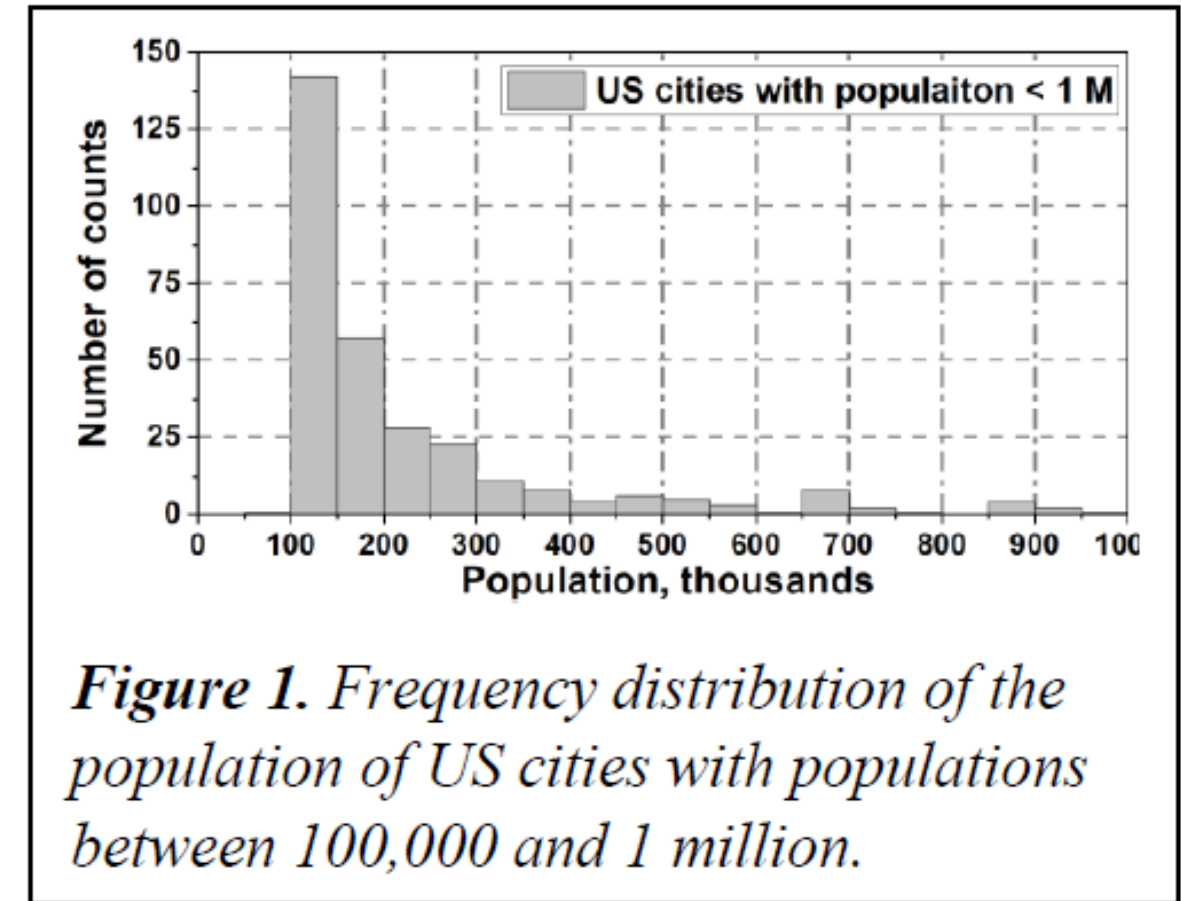 150
US cities with populaiton < 1 M
125
100
75
50
25
0
Number of counts
0 100 200 300 400 500 600 700 800 900 100
Population, thousands
Figure 1. Frequency distribution of the
population of US cities with populations
between 100,000 and 1 million.